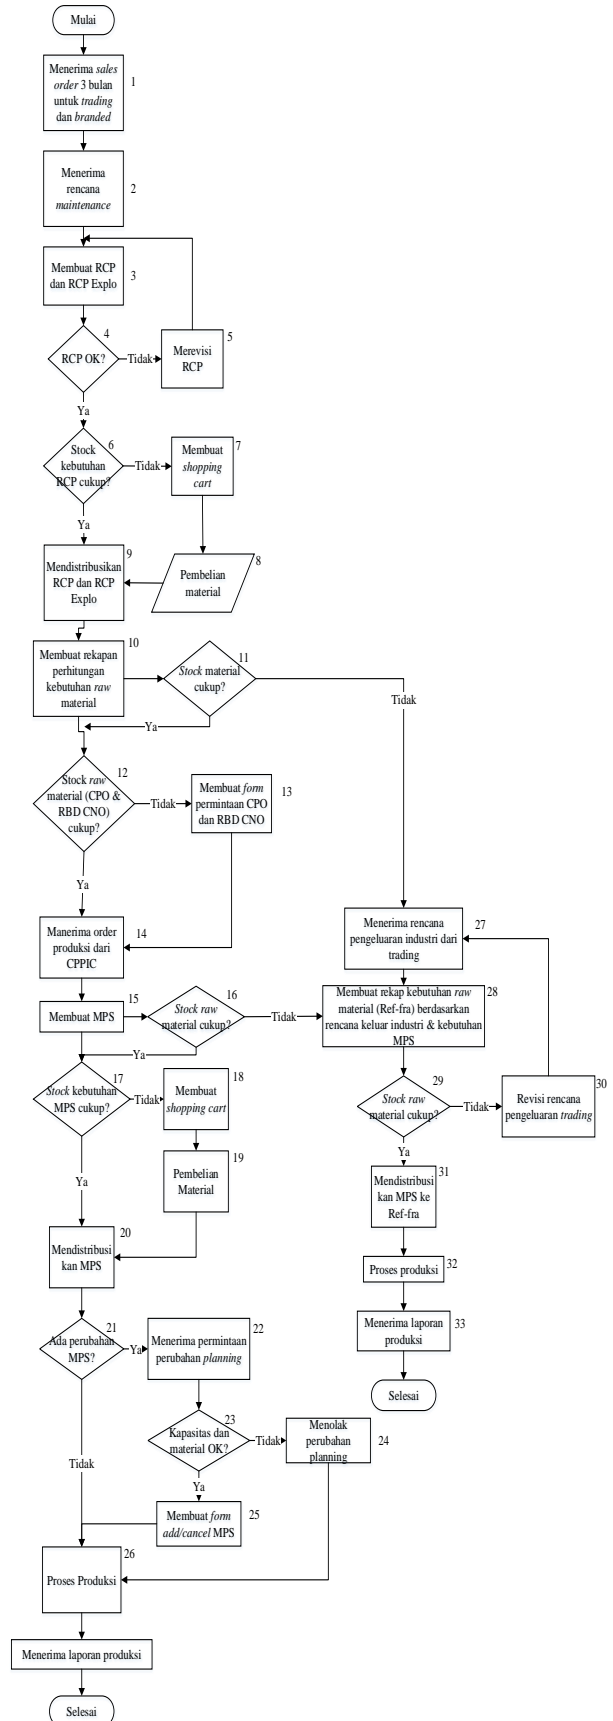 Mulai
Menerima sales
order 3 bulan
untuk trading
dan branded
1
Menerima
rencana
maintenance
2
Membuat RCP
dan RCP Explo
3
4
RCP OK?
Tidak
5
Merevisi
RCP
Ya
6
Stock
kebutuhan
RCP cukup?
Tidak
7
Membuat
shopping
cart
Ya
9
Mendistribusikan
RCP dan RCP
Explo
8
Pembelian
material
10
Membuat rekapan
perhitungan
kebutuhan raw
material
11
Stock material
cukup?
Tidak
Ya
12
Stock raw
material (CPO &
RBD CNO)
cukup?
Tidak
Membuat form
permintaan CPO
dan RBD CNO
13
Ya
Manerima order
produksi dari
CPPIC
14
Menerima rencana
pengeluaran industri dari
trading
27
15
Membuat MPS
16
Stock raw
material cukup?
Tidak
Membuat rekap kebutuhan raw
material (Ref-fra) berdasarkan
rencana keluar industri & kebutuhan
MPS
28
Ya
17
Stock kebutuhan
MPS cukup?
Tidak
18
Membuat
shopping cart
29
Stock raw
material cukup?
Tidak
30
Revisi rencana
pengeluaran trading
Ya
19
Pembelian
Material
Ya
31
Mendistribusi
kan MPS ke
Ref-fra
20
Mendistribusi
kan MPS
Proses produksi
32
21
Ada perubahan
MPS?
Ya
22
Menerima permintaan
perubahan planning
Menerima laporan
produksi
33
Selesai
23
Kapasitas dan
material OK?
Tidak
Menolak
perubahan
planning
24
Tidak
Ya
Membuat form
add/cancel MPS
25
26
Proses Produksi
Menerima laporan produksi
Selesai